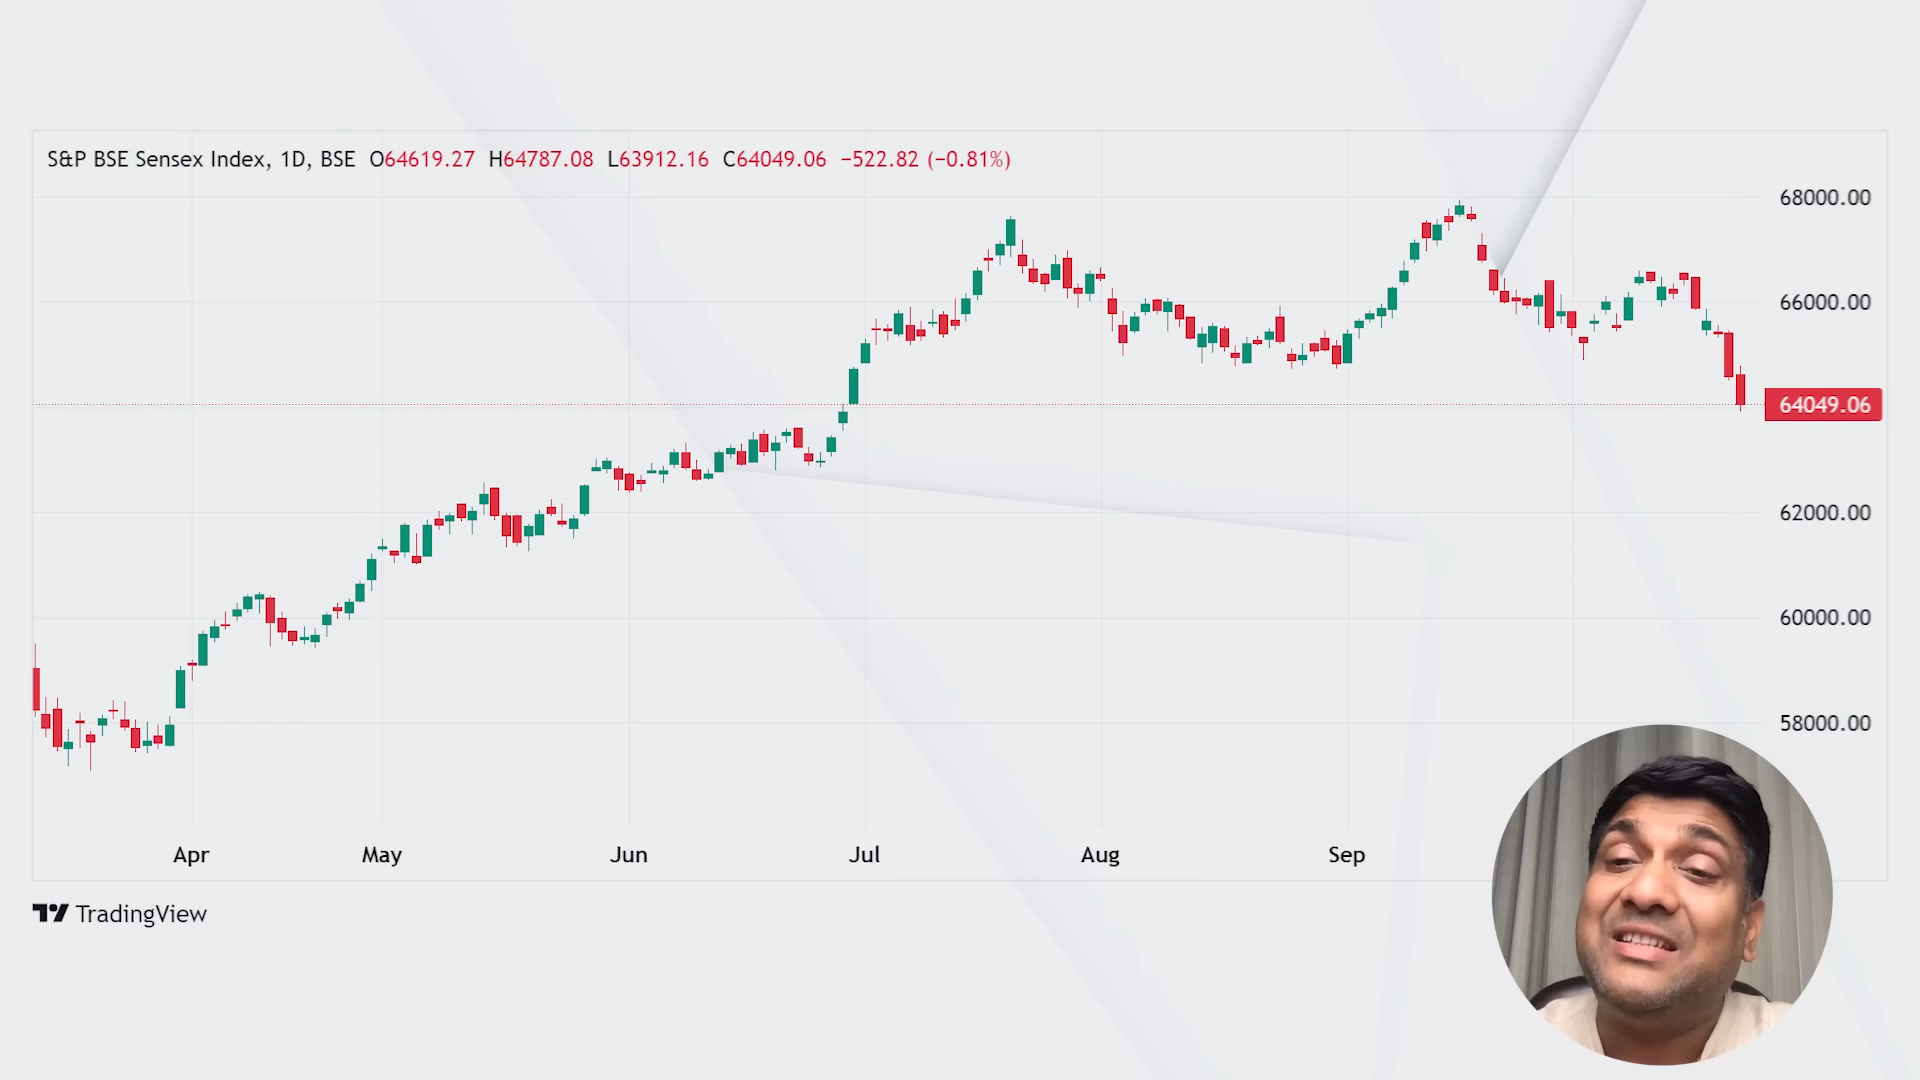 S&P BSE Sensex Index, 1D, BSE O64619.27 H64787.08 L63912.16 C64049.06 −522.82 (−0.81%)
68000.00
66000.00
64049.06
62000.00
60000.00
58000.00
Apr May Jun Jul Aug Sep
TradingView